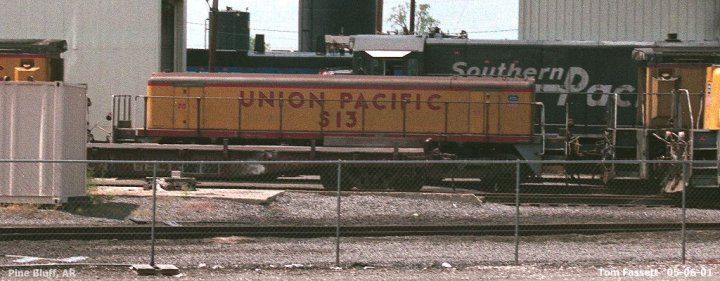 Southern Pac
UNION PACIFIC
S13
Pine Bluff, AR
Tom Fassett 05-06-01